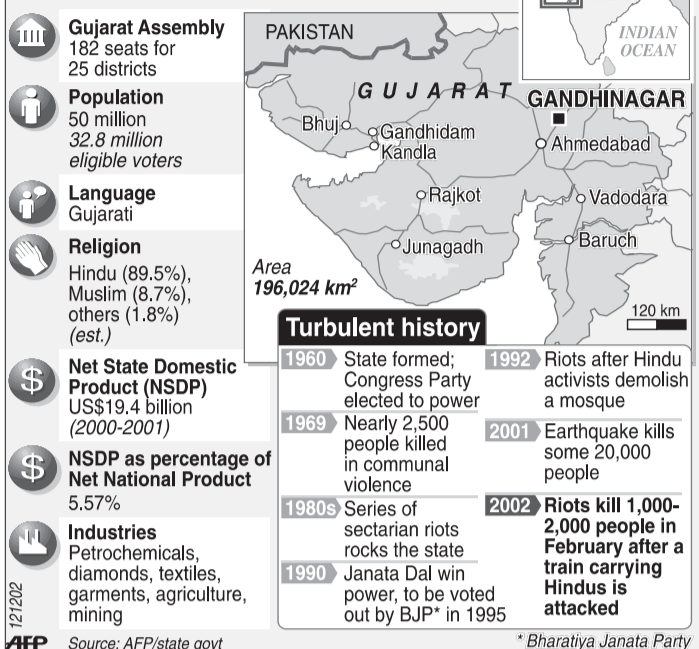 Gujarat Assembly
182 seats for
25 districts
Population
50 million
32.8 million
eligible voters
Language
Gujarati
Religion
Hindu (89.5%),
Muslim (8.7%),
others (1.8%)
(est.)
Net State Domestic
Product (NSDP)
US$19.4 billion
(2000-2001)
NSDP as percentage of
Net National Product
5.57%
Industries
Petrochemicals,
diamonds, textiles,
garments, agriculture,
mining
$
$
121202
AFP
Source: AFP/state govt
INDIAN
OCEAN
PAKISTAN
GUJARAT
GANDHINAGAR
Bhuj
Gandhidam
Kandla
Ahmedabad
Rajkot
Vadodara
Junagadh
Baruch
Area
196,024 km²
120 km
Turbulent history
1960 State formed;
Congress Party
elected to power
1969 Nearly 2,500
people killed
in communal
violence
1980s Series of
sectarian riots
rocks the state
1990 Janata Dal win
power, to be voted
out by BJP* in 1995
1992 Riots after Hindu
activists demolish
a mosque
2001 Earthquake kills
some 20,000
people
2002 Riots kill 1,000-
2,000 people in
February after a
train carrying
Hindus is
attacked
* Bharatiya Janata Party